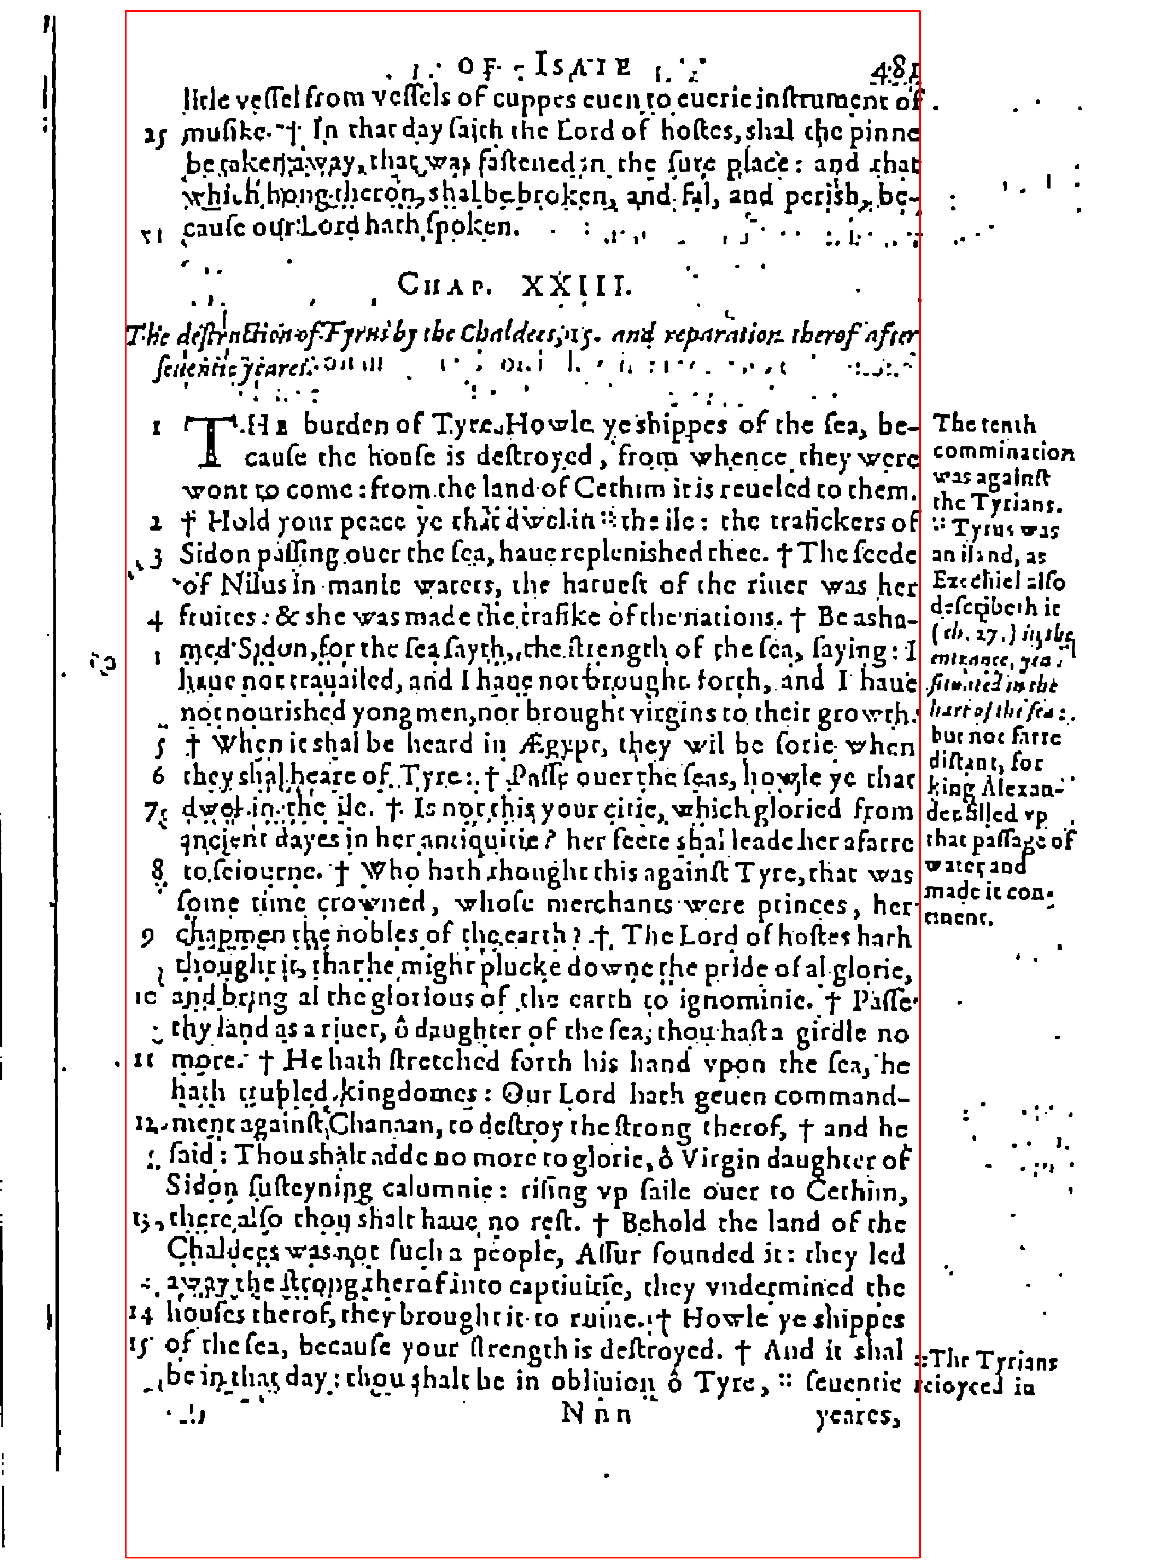 OF ISAIE 481
litle vessel from vessels of cuppes euen to euerie instrument of
25 musike. † In that day saith the Lord of hostes, shal the pinne
be taken away, that was fastened in the sure place: and that
which hong theron, shal be broken, and fal, and perish, be-
cause our Lord hath spoken.
CHAP. XXIII.
The destruction of Tyrus by the Chaldees, 15. and reparation therof after
seuentie yeares.
1 THE burden of Tyre. Howle ye shippes of the sea, be-
cause the house is destroyed, from whence they were
wont to come: from the land of Cethim it is reueled to them.
2 † Hold your peace ye that dwel in :: the ile: the trafickers of
3 Sidon passing ouer the sea, haue replenished thee. † The seede
of Nilus in manie waters, the haruest of the riuer was her
4 fruites: & she was made the trafike of the nations. † Be asha-
med Sidon, for the sea sayth, the strength of the sea, saying: I
haue not trauailed, and I haue not brought forth, and I haue
not nourished yong men, nor brought virgins to their growth.
5 † When it shal be heard in Ægypt, they wil be sorie when
6 they shal heare of Tyre: † Passe ouer the seas, howle ye that
7 dwel in the ile. † Is not this your citie, which gloried from
ancient dayes in her antiquitie? her feete shal leade her afarre
8 to seiourne. † Who hath thought this against Tyre, that was
some time crowned, whose merchants were princes, her
9 chapmen the nobles of the earth? † The Lord of hostes hath
thought it, that he might plucke downe the pride of al glorie,
10 and bring al the glorious of the earth to ignominie. † Passe
thy land as a riuer, ô daughter of the sea, thou hast a girdle no
11 more. † He hath stretched forth his hand vpon the sea, he
hath trubled kingdomes: Our Lord hath geuen command-
12 ment against Chanaan, to destroy the strong therof, † and he
said: Thou shalt adde no more to glorie, ô Virgin daughter of
Sidon susteyning calumnie: rising vp saile ouer to Cethim,
13 there also thou shalt haue no rest. † Behold the land of the
Chaldees was not such a people, Assur founded it: they led
away the strong therof into captiuitie, they vndermined the
14 houses therof, they brought it to ruine. † Howle ye shippes
15 of the sea, because your strength is destroyed. † And it shal
be in that day: thou shalt be in obliuion ô Tyre, :: seuentie
Nnn yeares,
The tenth
commination
was against
the Tyrians.
:: Tyrus was
an iland, as
Ezechiel also
describeth it
(ch. 27.) in the
entrance, yea
situated in the
hart of the sea:
but not farre
distant, for
king Alexan-
der filled vp
that passage of
water and
made it con-
tinent.
:: The Tyrians
reioyced in